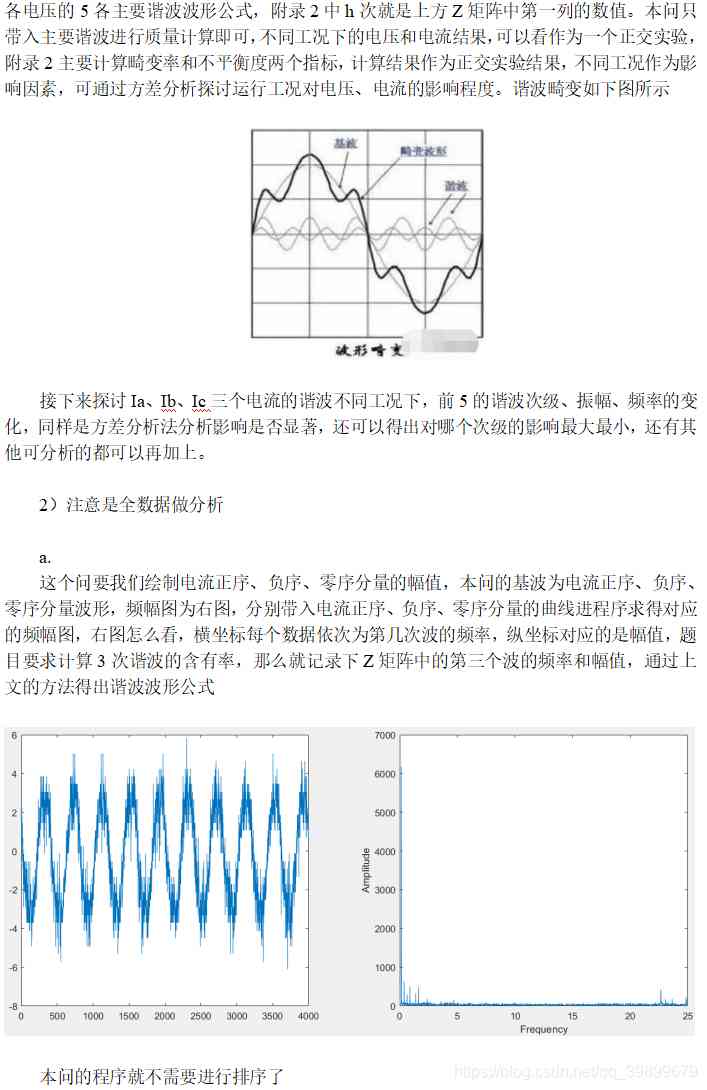 各电压的 5 各主要谐波波形公式，附录 2 中 h 次就是上方 Z 矩阵中第一列的数值。本问只
带入主要谐波进行质量计算即可，不同工况下的电压和电流结果，可以看作为一个正交实验，
附录 2 主要计算畸变率和不平衡度两个指标，计算结果作为正交实验结果，不同工况作为影
响因素，可通过方差分析探讨运行工况对电压、电流的影响程度。谐波畸变如下图所示
基波
畸变波形
谐波
波形畸变
接下来探讨 Ia、Ib、Ic 三个电流的谐波不同工况下，前 5 的谐波次级、振幅、频率的变
化，同样是方差分析法分析影响是否显著，还可以得出对哪个次级的影响最大最小，还有其
他可分析的都可以再加上。
2）注意是全数据做分析
a.
这个问要我们绘制电流正序、负序、零序分量的幅值，本问的基波为电流正序、负序、
零序分量波形，频幅图为右图，分别带入电流正序、负序、零序分量的曲线进程序求得对应
的频幅图，右图怎么看，横坐标每个数据依次为第几次波的频率，纵坐标对应的是幅值，题
目要求计算 3 次谐波的含有率，那么就记录下 Z 矩阵中的第三个波的频率和幅值，通过上
文的方法得出谐波波形公式
6
4
2
0
-2
-4
-6
-8
0 500 1000 1500 2000 2500 3000 3500 4000
7000
6000
5000
4000
3000
2000
1000
0
Amplitude
0 5 10 15 20 25
Frequency
本问的程序就不需要进行排序了
https://blog.csdn.net/qq_39899679